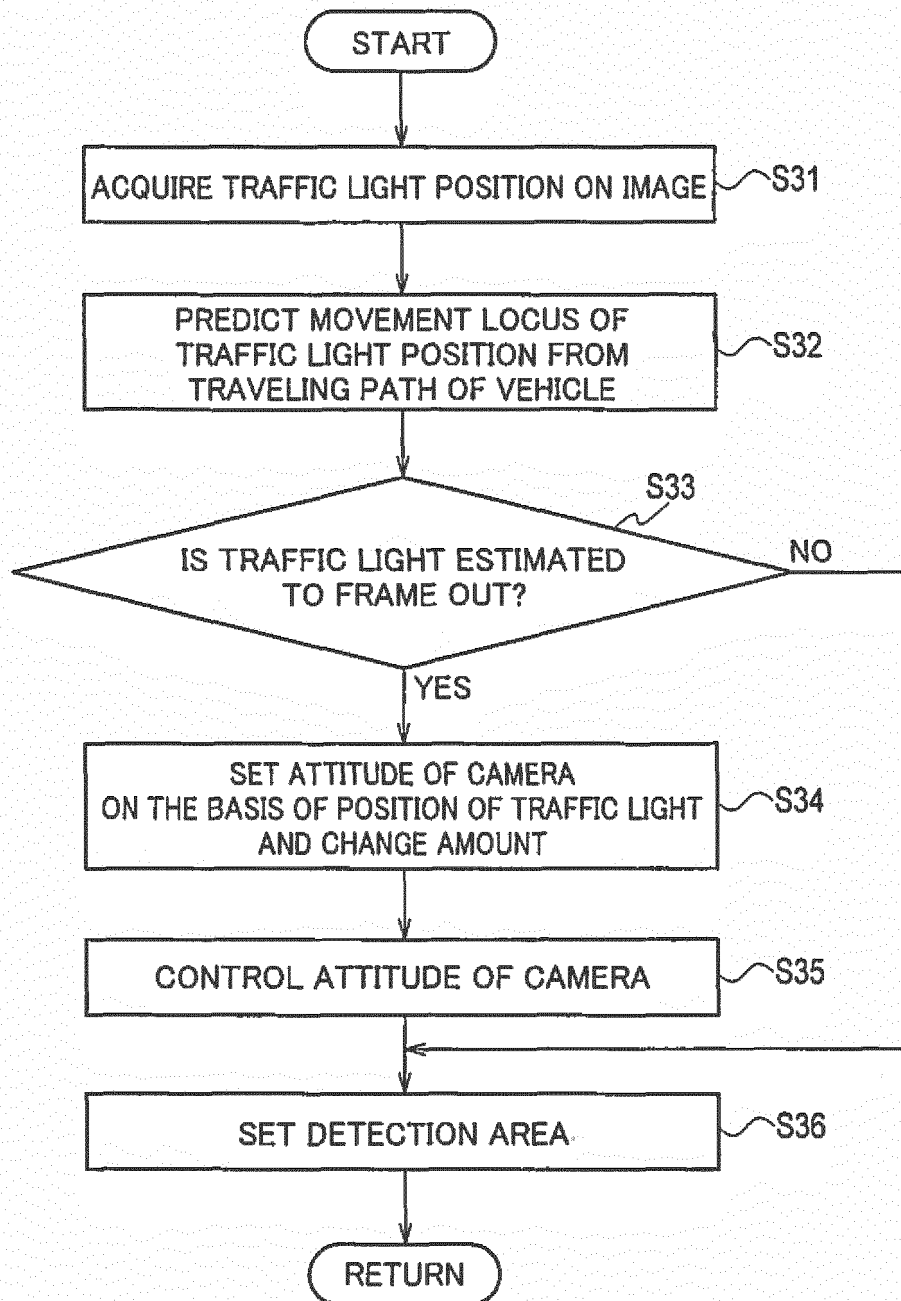 START
ACQUIRE TRAFFIC LIGHT POSITION ON IMAGE
S31
PREDICT MOVEMENT LOCUS OF
TRAFFIC LIGHT POSITION FROM
TRAVELING PATH OF VEHICLE
S32
S33
IS TRAFFIC LIGHT ESTIMATED
TO FRAME OUT?
NO
YES
SET ATTITUDE OF CAMERA
ON THE BASIS OF POSITION OF TRAFFIC LIGHT
AND CHANGE AMOUNT
S34
CONTROL ATTITUDE OF CAMERA
S35
SET DETECTION AREA
S36
RETURN